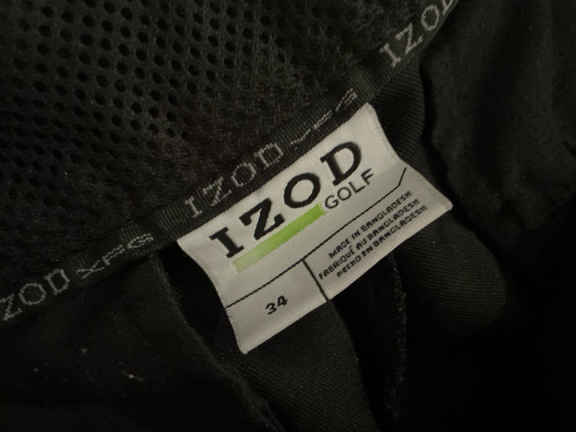 IZOD
IZOD XFG
IZOD XFG
IZOD
GOLF
34
MADE IN BANGLADESH
FABRIQUÉ AU BANGLADESH
HECHO EN BANGLADESH